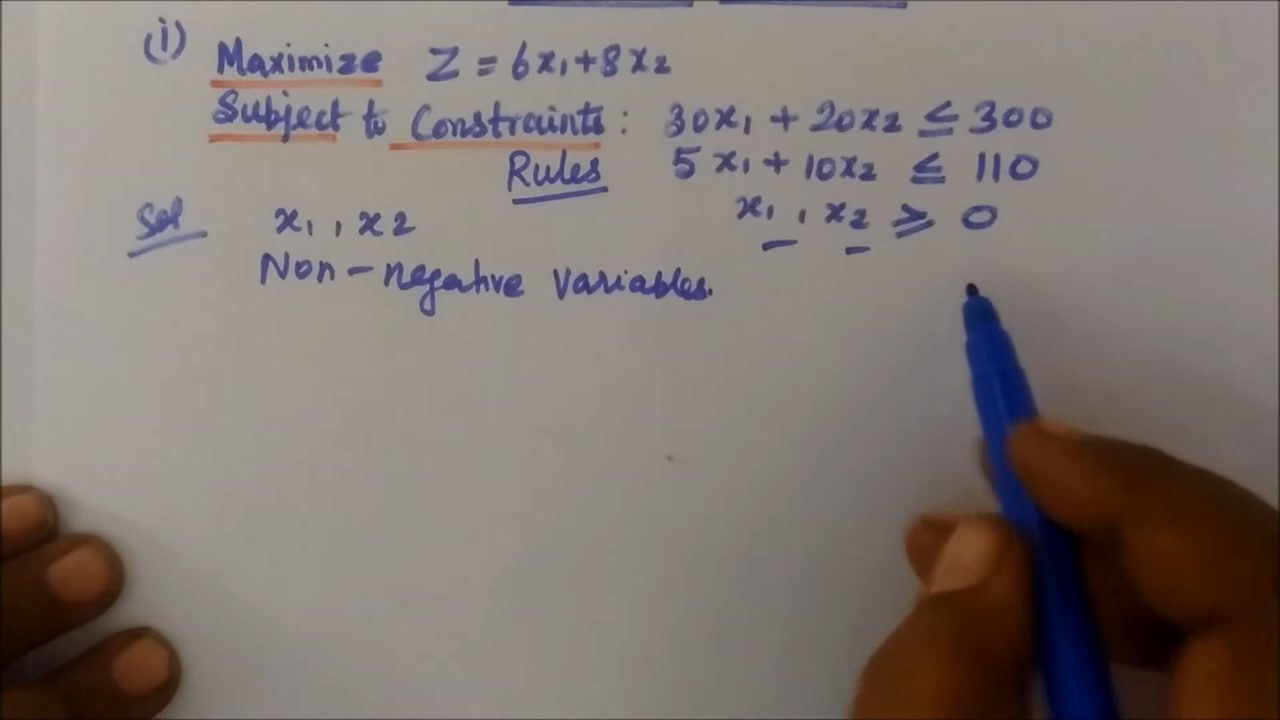 (i) Maximize Z = 6x₁ + 8x₂
Subject to Constraints : 30x₁ + 20x₂ ≤ 300
Rules 5x₁ + 10x₂ ≤ 110
Sol x₁, x₂ x₁, x₂ ≥ 0
Non-negative variables.